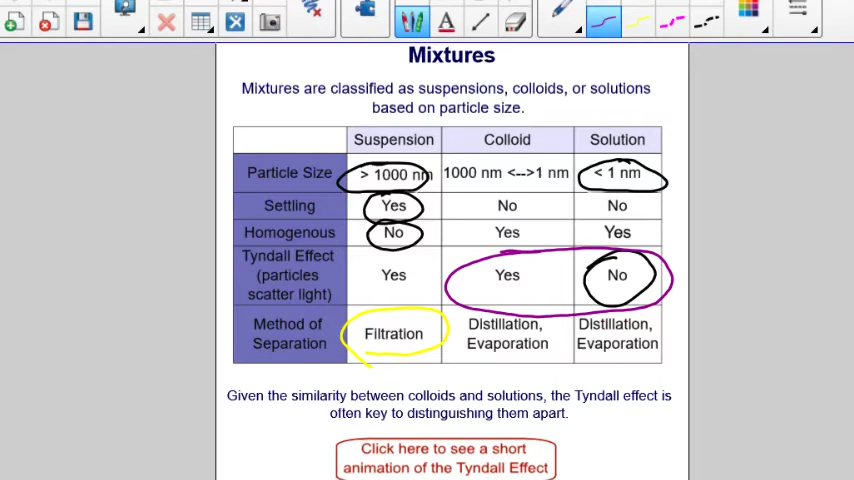 Mixtures
Mixtures are classified as suspensions, colloids, or solutions
based on particle size.
Suspension Colloid Solution
Particle Size > 1000 nm 1000 nm <-->1 nm < 1 nm
Settling Yes No No
Homogenous No Yes Yes
Tyndall Effect
(particles Yes Yes No
scatter light)
Method of Filtration Distillation, Distillation,
Separation Evaporation Evaporation
Given the similarity between colloids and solutions, the Tyndall effect is
often key to distinguishing them apart.
Click here to see a short
animation of the Tyndall Effect